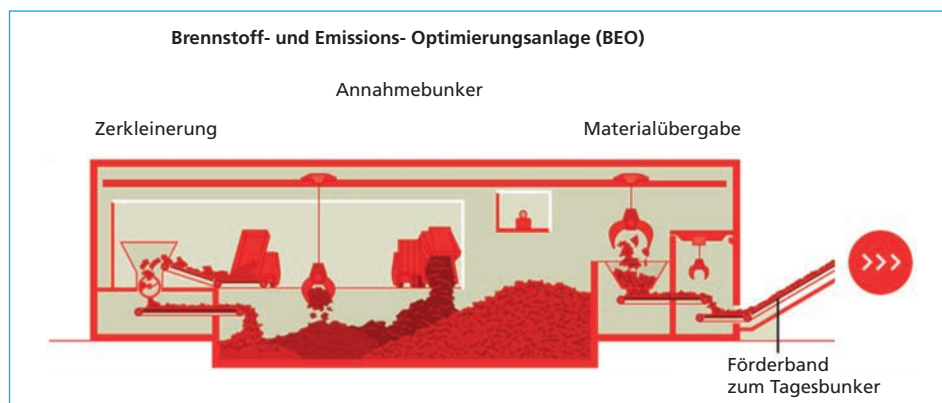 Brennstoff- und Emissions- Optimierungsanlage (BEO)
Annahmebunker
Zerkleinerung
Materialübergabe
>>>
Förderband
zum Tagesbunker